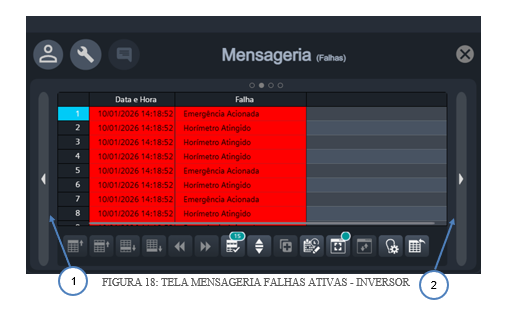 Mensageria (Falhas)
Data e Hora Falha
1 10/01/2026 14:18:52 Emergência Acionada
2 10/01/2026 14:18:52 Horímetro Atingido
3 10/01/2026 14:18:52 Horímetro Atingido
4 10/01/2026 14:18:52 Horímetro Atingido
5 10/01/2026 14:18:52 Emergência Acionada
6 10/01/2026 14:18:52 Horímetro Atingido
7 10/01/2026 14:18:52 Emergência Acionada
8 10/01/2026 14:18:52 Horímetro Atingido
15
1 FIGURA 18: TELA MENSAGERIA FALHAS ATIVAS - INVERSOR 2